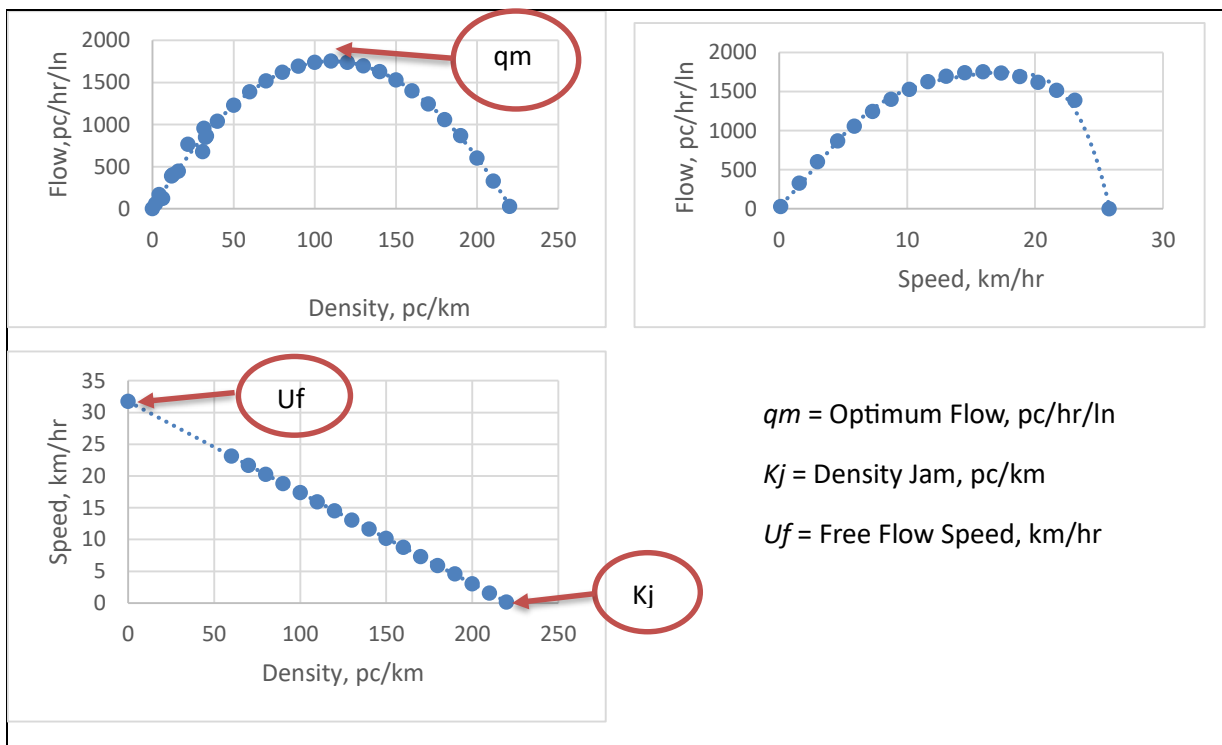 2000
1500
1000
500
0
0 50 100 150 200 250
Flow,pc/hr/ln
Density, pc/km
qm
2000
1500
1000
500
0
0 10 20 30
Flow, pc/hr/ln
Speed, km/hr
35
30
25
20
15
10
5
0
0 50 100 150 200 250
Speed, km/hr
Density, pc/km
Uf
Kj
qm = Optimum Flow, pc/hr/ln
Kj = Density Jam, pc/km
Uf = Free Flow Speed, km/hr